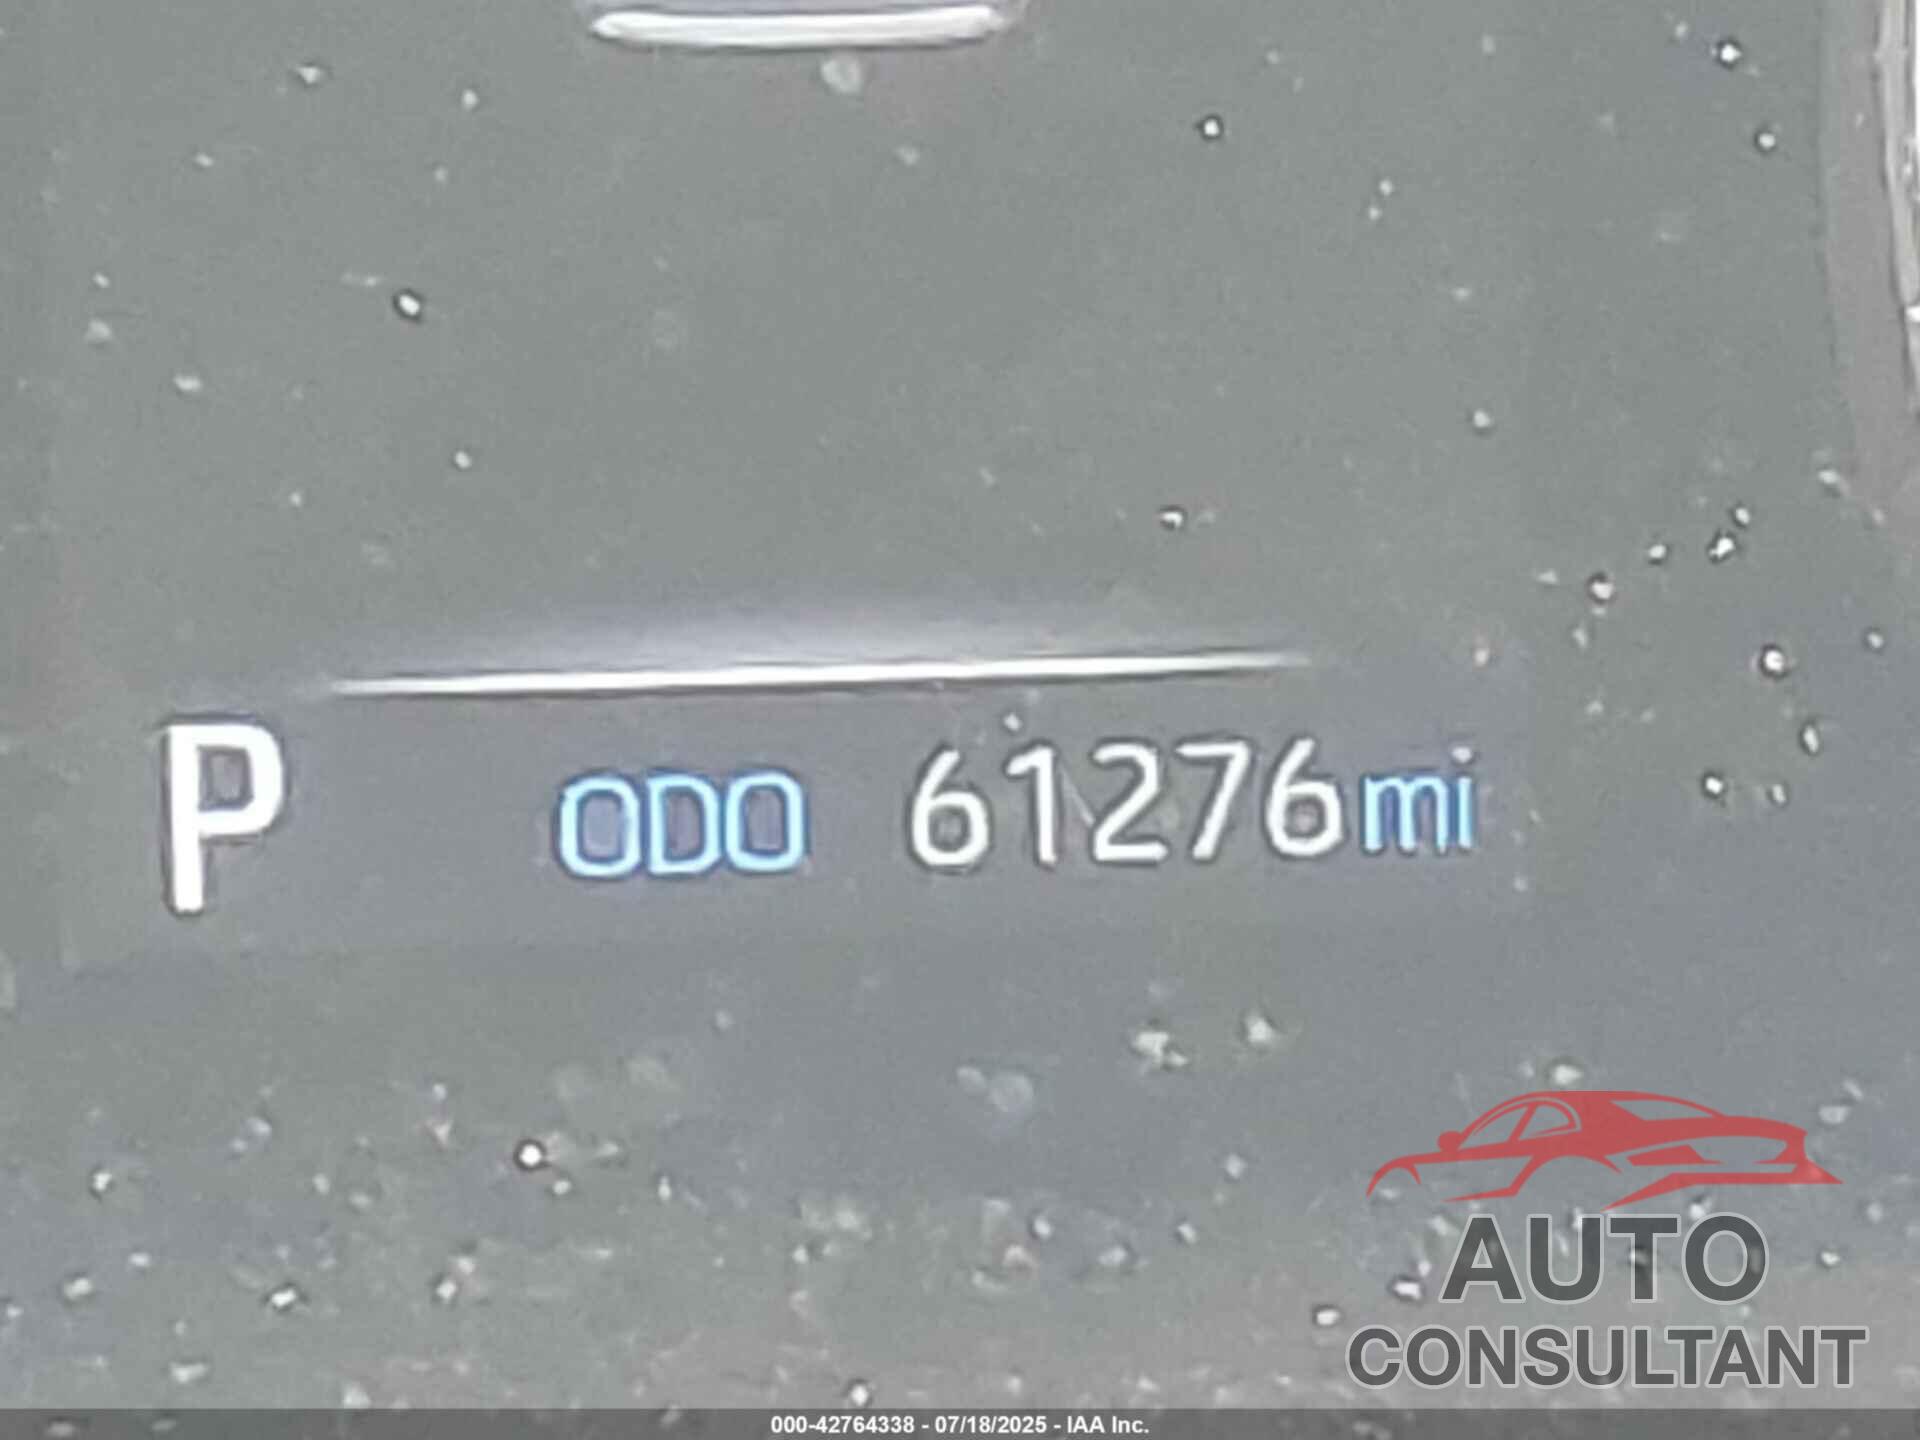 P ODO 61276mi
AUTO
CONSULTANT
000-42764338 - 07/18/2025 - IAA Inc.